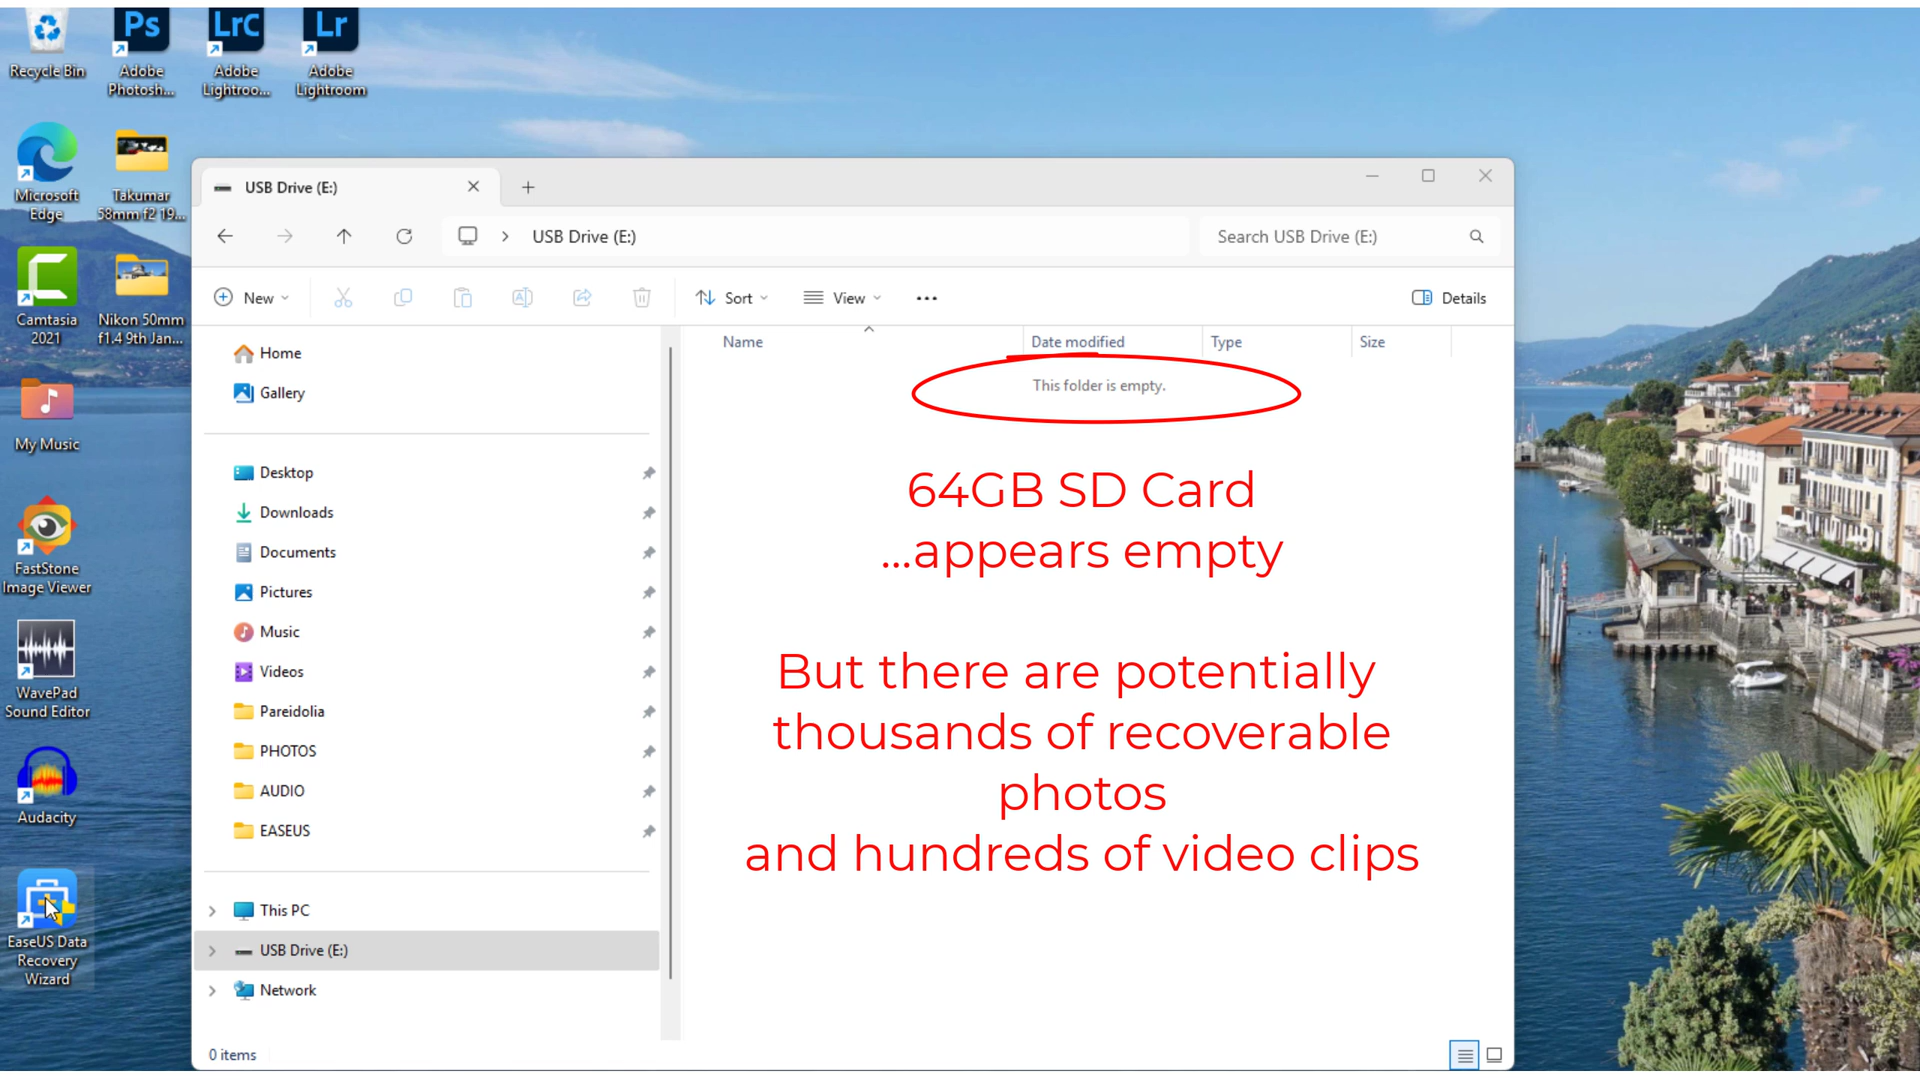 Ps
LrC
Lr
Recycle Bin
Adobe
Photosh...
Adobe
Lightroo...
Adobe
Lightroom
Microsoft
Edge
Takumar
58mm f2 19...
Camtasia
2021
Nikon 50mm
f1.4 9th Jan...
My Music
FastStone
Image Viewer
WavePad
Sound Editor
Audacity
EaseUS Data
Recovery
Wizard
USB Drive (E:)
USB Drive (E:)
Search USB Drive (E:)
New
Sort
View
Details
Home
Gallery
Desktop
Downloads
Documents
Pictures
Music
Videos
Pareidolia
PHOTOS
AUDIO
EASEUS
This PC
USB Drive (E:)
Network
0 items
Name Date modified Type Size
This folder is empty.
64GB SD Card
...appears empty
But there are potentially
thousands of recoverable
photos
and hundreds of video clips